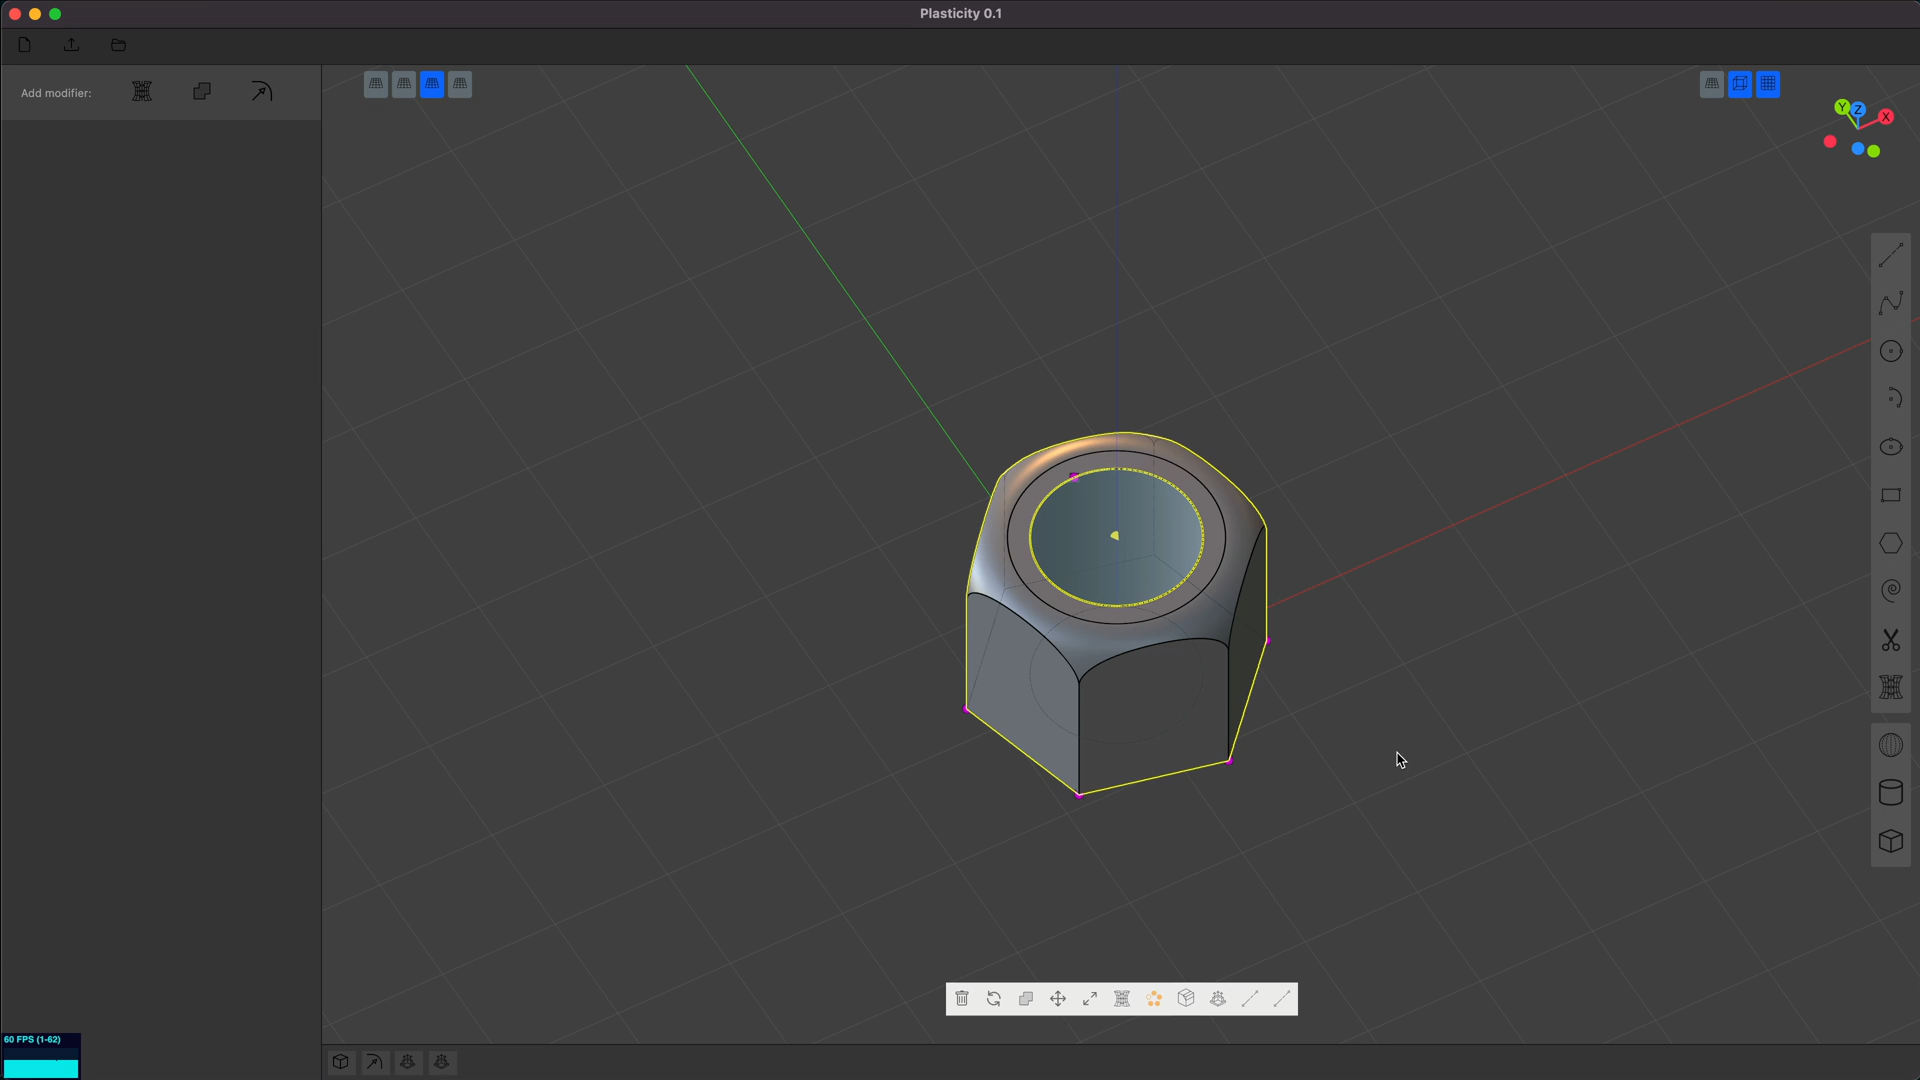 Plasticity 0.1
Add modifier:
Y
Z
X
60 FPS (1-62)